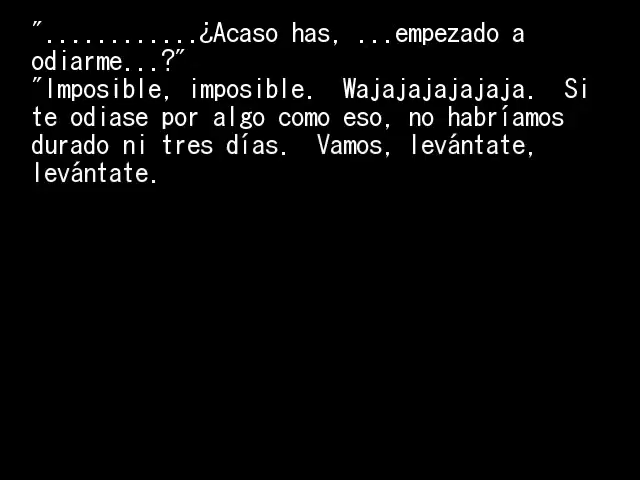 "............¿Acaso has, ...empezado a
odiarme...?"
"Imposible, imposible.  Wajajajajajaja.  Si
te odiase por algo como eso, no habríamos
durado ni tres días.  Vamos, levántate,
levántate.